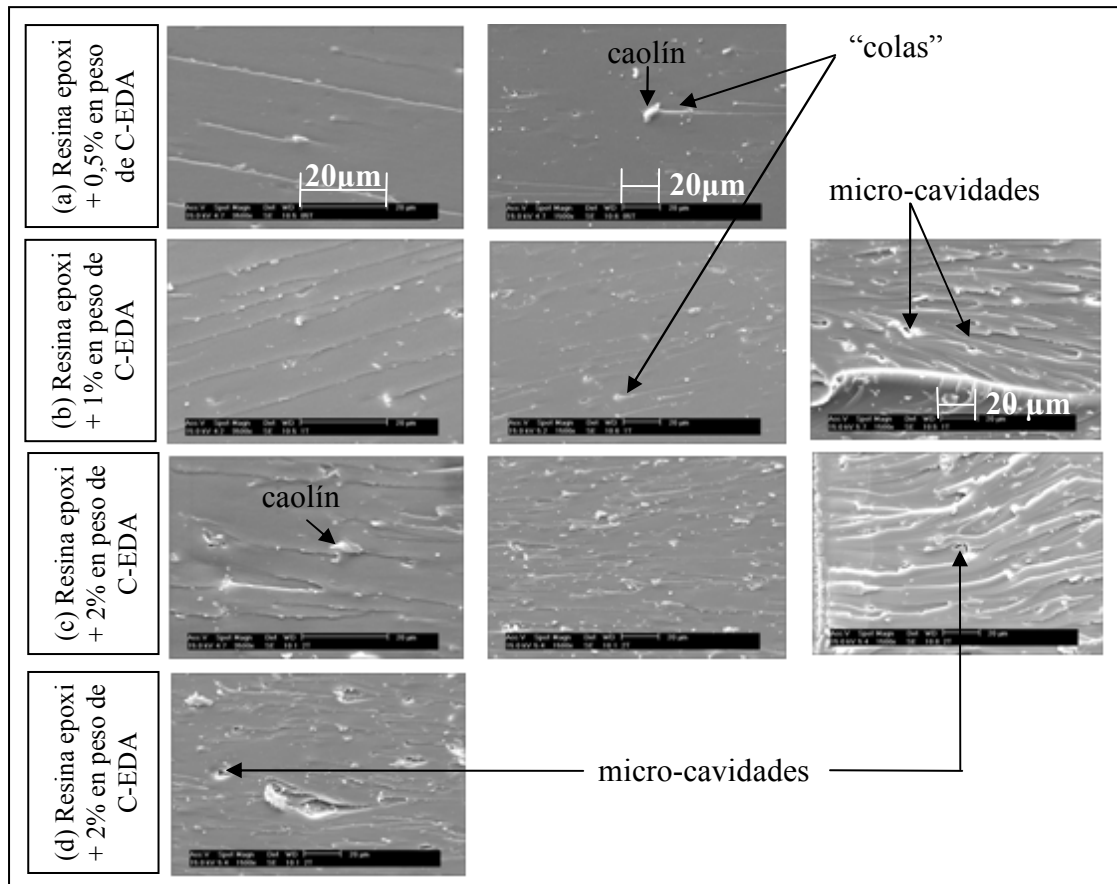 (a) Resina epoxi
+ 0,5% en peso
de C-EDA
caolín
“colas”
20µm
20µm
micro-cavidades
(b) Resina epoxi
+ 1% en peso de
C-EDA
20 µm
(c) Resina epoxi
+ 2% en peso de
C-EDA
caolín
(d) Resina epoxi
+ 2% en peso de
C-EDA
micro-cavidades